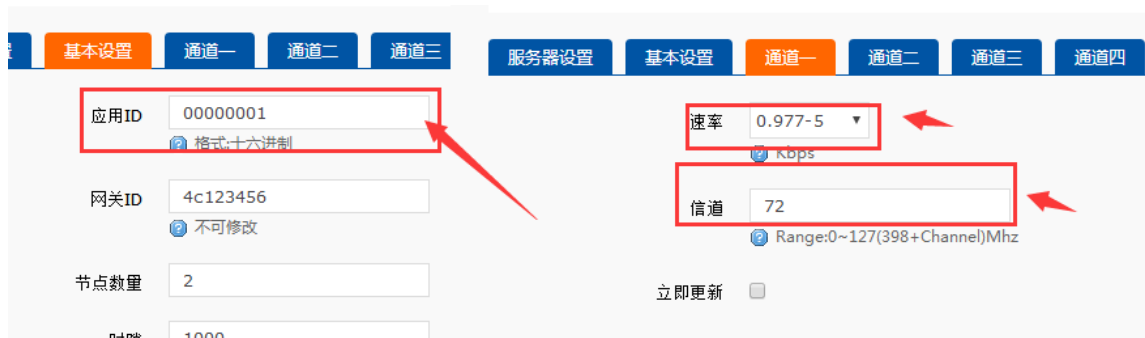 基本设置 通道一 通道二 通道三
应用ID 00000001
格式:十六进制
网关ID 4c123456
不可修改
节点数量 2
1000
服务器设置 基本设置 通道一 通道二 通道三 通道四
速率 0.977-5
Kbps
信道 72
Range:0~127(398+Channel)Mhz
立即更新